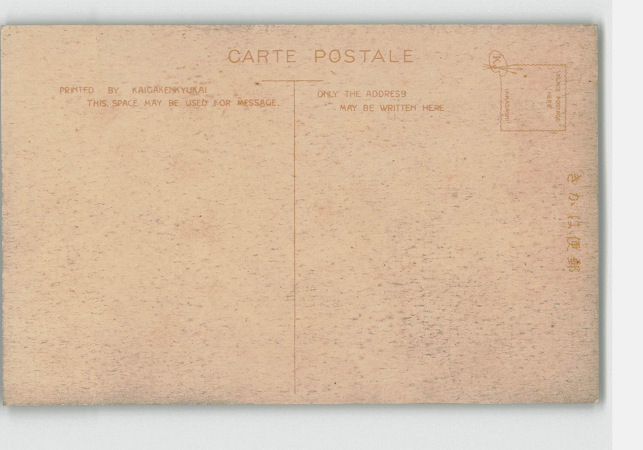 CARTE POSTALE
PRINTED BY KAIGAKENKYUKAI
THIS SPACE MAY BE USED FOR MESSAGE.
ONLY THE ADDRESS
MAY BE WRITTEN HERE
きかは便郵